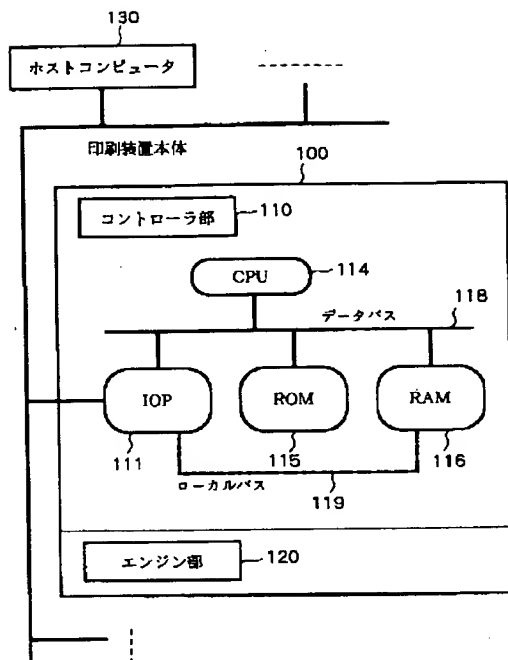 130
ホストコンピュータ
印刷装置本体
100
コントローラ部
110
CPU
114
データバス
118
IOP
ROM
RAM
111
115
116
ローカルバス
119
エンジン部
120